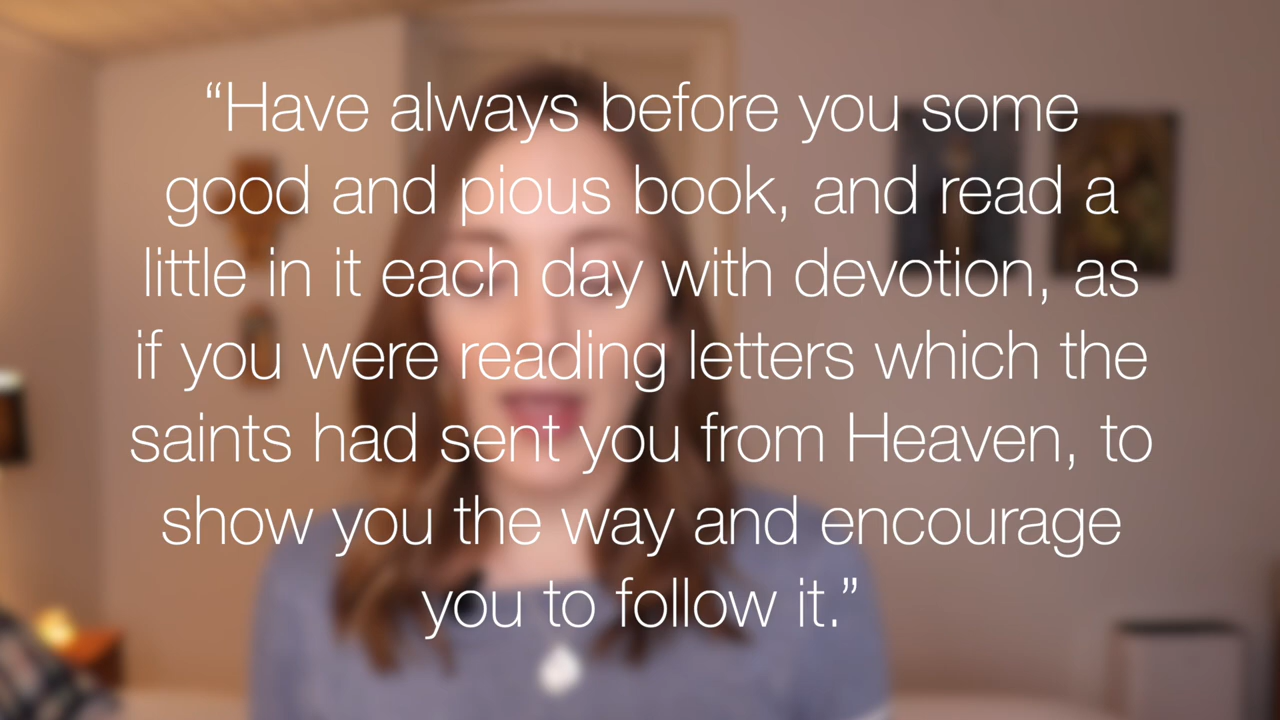 “Have always before you some
good and pious book, and read a
little in it each day with devotion, as
if you were reading letters which the
saints had sent you from Heaven, to
show you the way and encourage
you to follow it.”